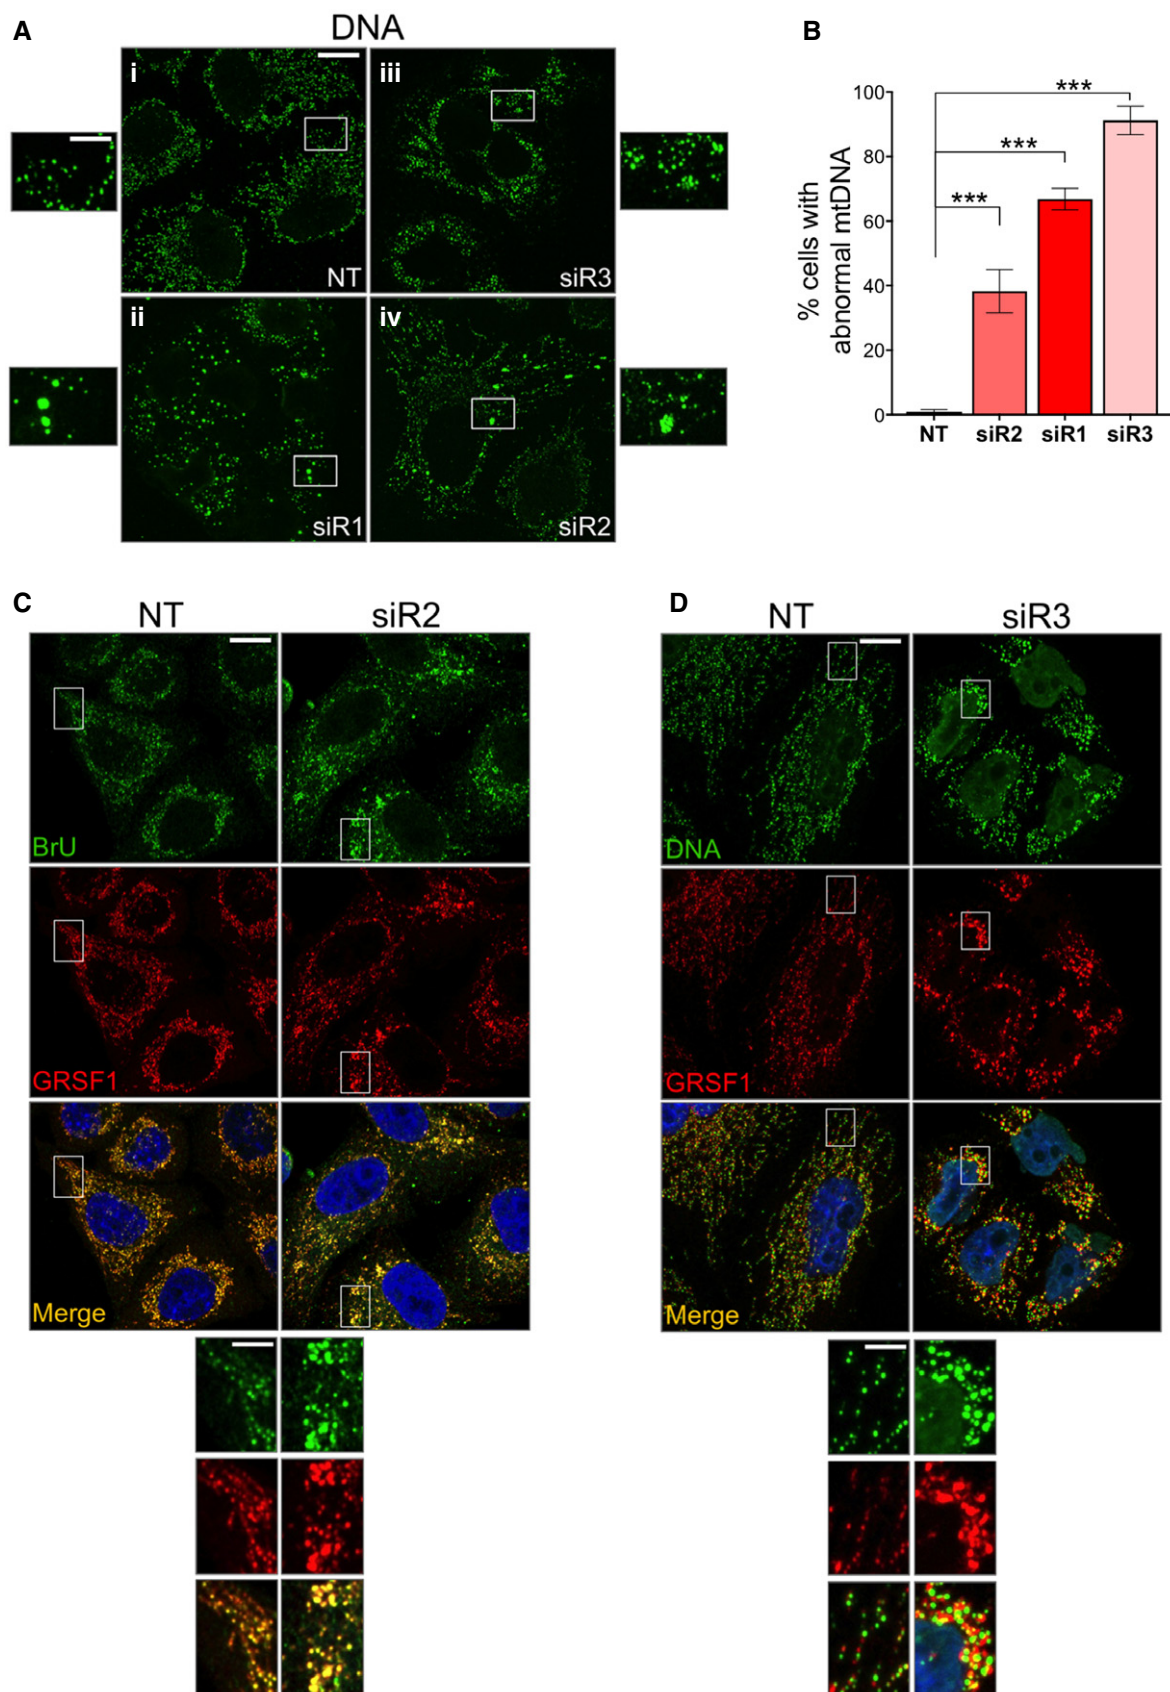 A
DNA
i
NT
iii
siR3
ii
siR1
iv
siR2
B
% cells with
abnormal mtDNA
100
80
60
40
20
0
***
***
***
NT siR2 siR1 siR3
C
NT siR2
BrU
GRSF1
Merge
D
NT siR3
DNA
GRSF1
Merge